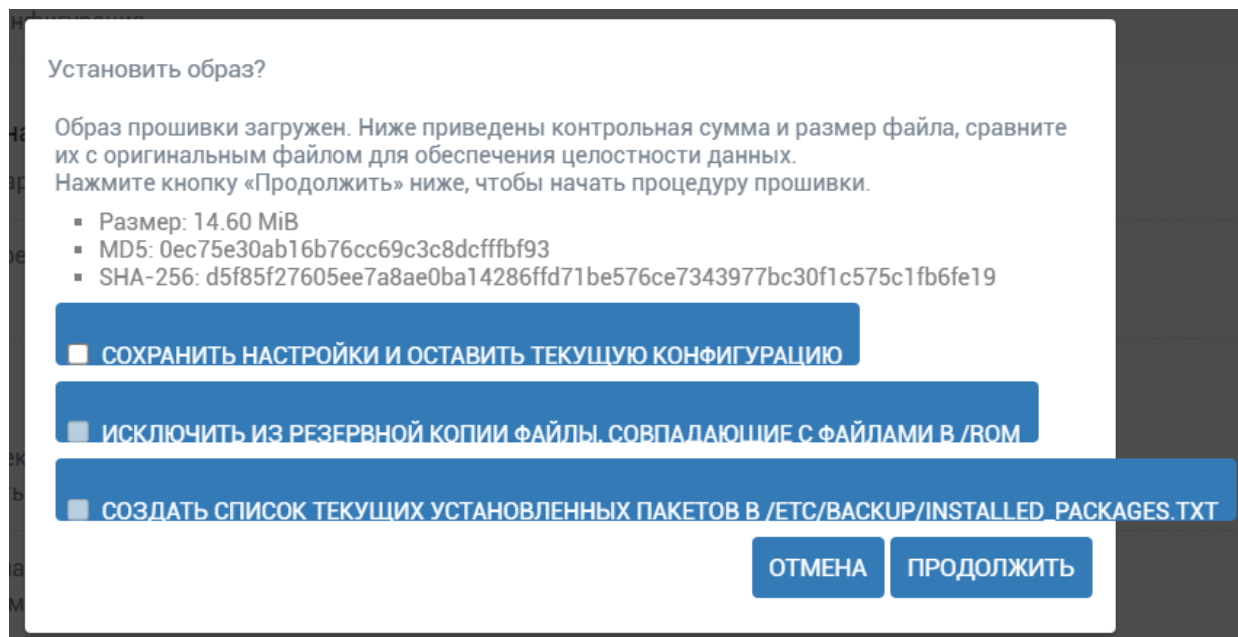 Установить образ?
Образ прошивки загружен. Ниже приведены контрольная сумма и размер файла, сравните
их с оригинальным файлом для обеспечения целостности данных.
Нажмите кнопку «Продолжить» ниже, чтобы начать процедуру прошивки.
Размер: 14.60 MiB
MD5: 0ec75e30ab16b76cc69c3c8dcfffbf93
SHA-256: d5f85f27605ee7a8ae0ba14286ffd71be576ce7343977bc30f1c575c1fb6fe19
СОХРАНИТЬ НАСТРОЙКИ И ОСТАВИТЬ ТЕКУЩУЮ КОНФИГУРАЦИЮ
ИСКЛЮЧИТЬ ИЗ РЕЗЕРВНОЙ КОПИИ ФАЙЛЫ, СОВПАДАЮЩИЕ С ФАЙЛАМИ В /ROM
СОЗДАТЬ СПИСОК ТЕКУЩИХ УСТАНОВЛЕННЫХ ПАКЕТОВ В /ETC/BACKUP/INSTALLED_PACKAGES.TXT
ОТМЕНА ПРОДОЛЖИТЬ